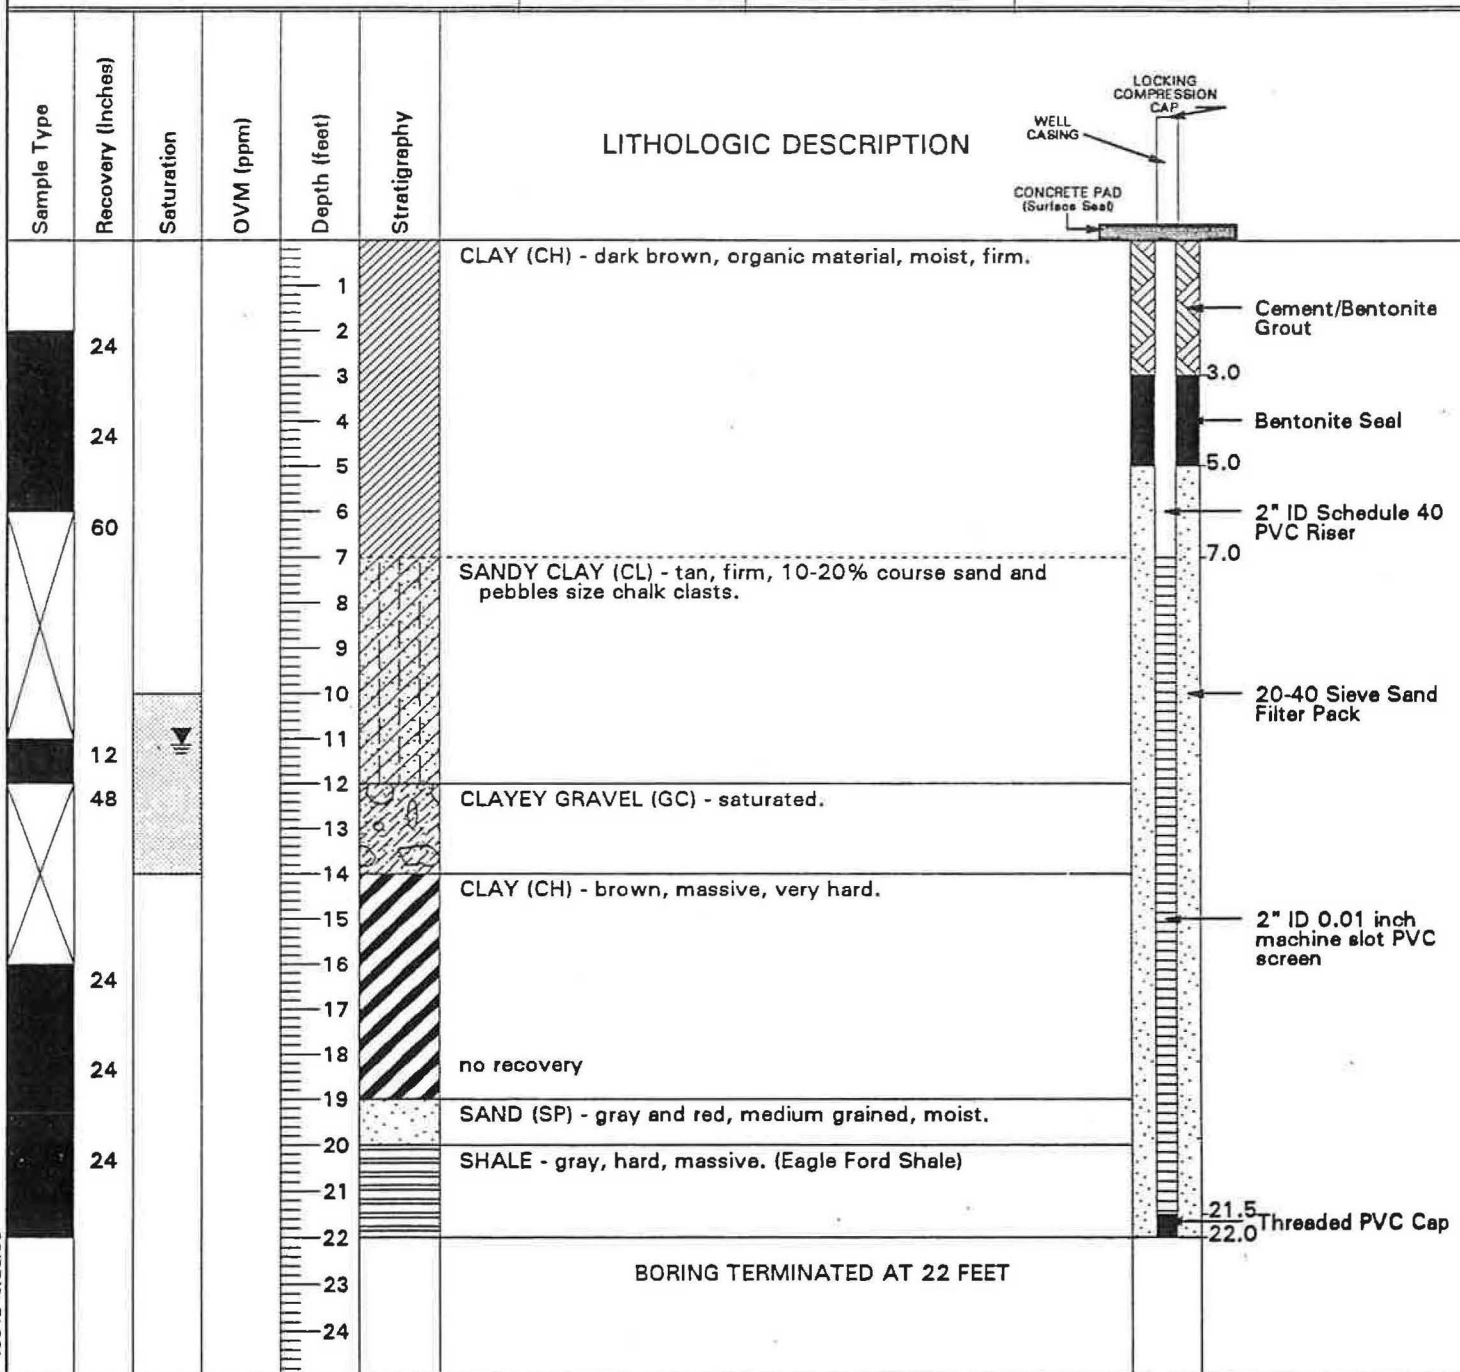 Sample Type
Recovery (Inches)
Saturation
OVM (ppm)
Depth (feet)
Stratigraphy
LITHOLOGIC DESCRIPTION
LOCKING
COMPRESSION
CAP
WELL
CASING
CONCRETE PAD
(Surface Seal)
CLAY (CH) - dark brown, organic material, moist, firm.
1
Cement/Bentonite
Grout
2
24
3
3.0
4
Bentonite Seal
24
5
5.0
6
2" ID Schedule 40
PVC Riser
60
7
7.0
SANDY CLAY (CL) - tan, firm, 10-20% course sand and
pebbles size chalk clasts.
8
9
10
20-40 Sieve Sand
Filter Pack
11
12
12
48
CLAYEY GRAVEL (GC) - saturated.
13
14
CLAY (CH) - brown, massive, very hard.
15
2" ID 0.01 inch
machine slot PVC
screen
16
24
17
18
no recovery
24
19
SAND (SP) - gray and red, medium grained, moist.
20
24
SHALE - gray, hard, massive. (Eagle Ford Shale)
21
21.5
Threaded PVC Cap
22
22.0
BORING TERMINATED AT 22 FEET
23
24